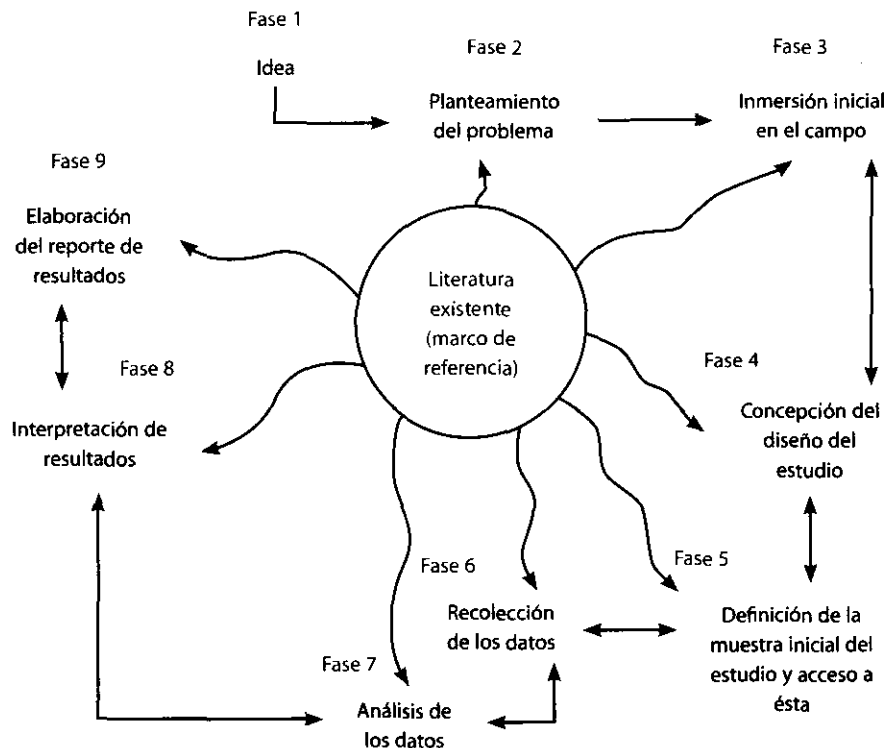 Fase 1
Idea
Fase 2
Planteamiento
del problema
Fase 3
Inmersión inicial
en el campo
Fase 4
Concepción del
diseño del
estudio
Fase 5
Definición de la
muestra inicial del
estudio y acceso a
ésta
Fase 6
Recolección
de los datos
Fase 7
Análisis de
los datos
Fase 8
Interpretación de
resultados
Fase 9
Elaboración
del reporte de
resultados
Literatura
existente
(marco de
referencia)